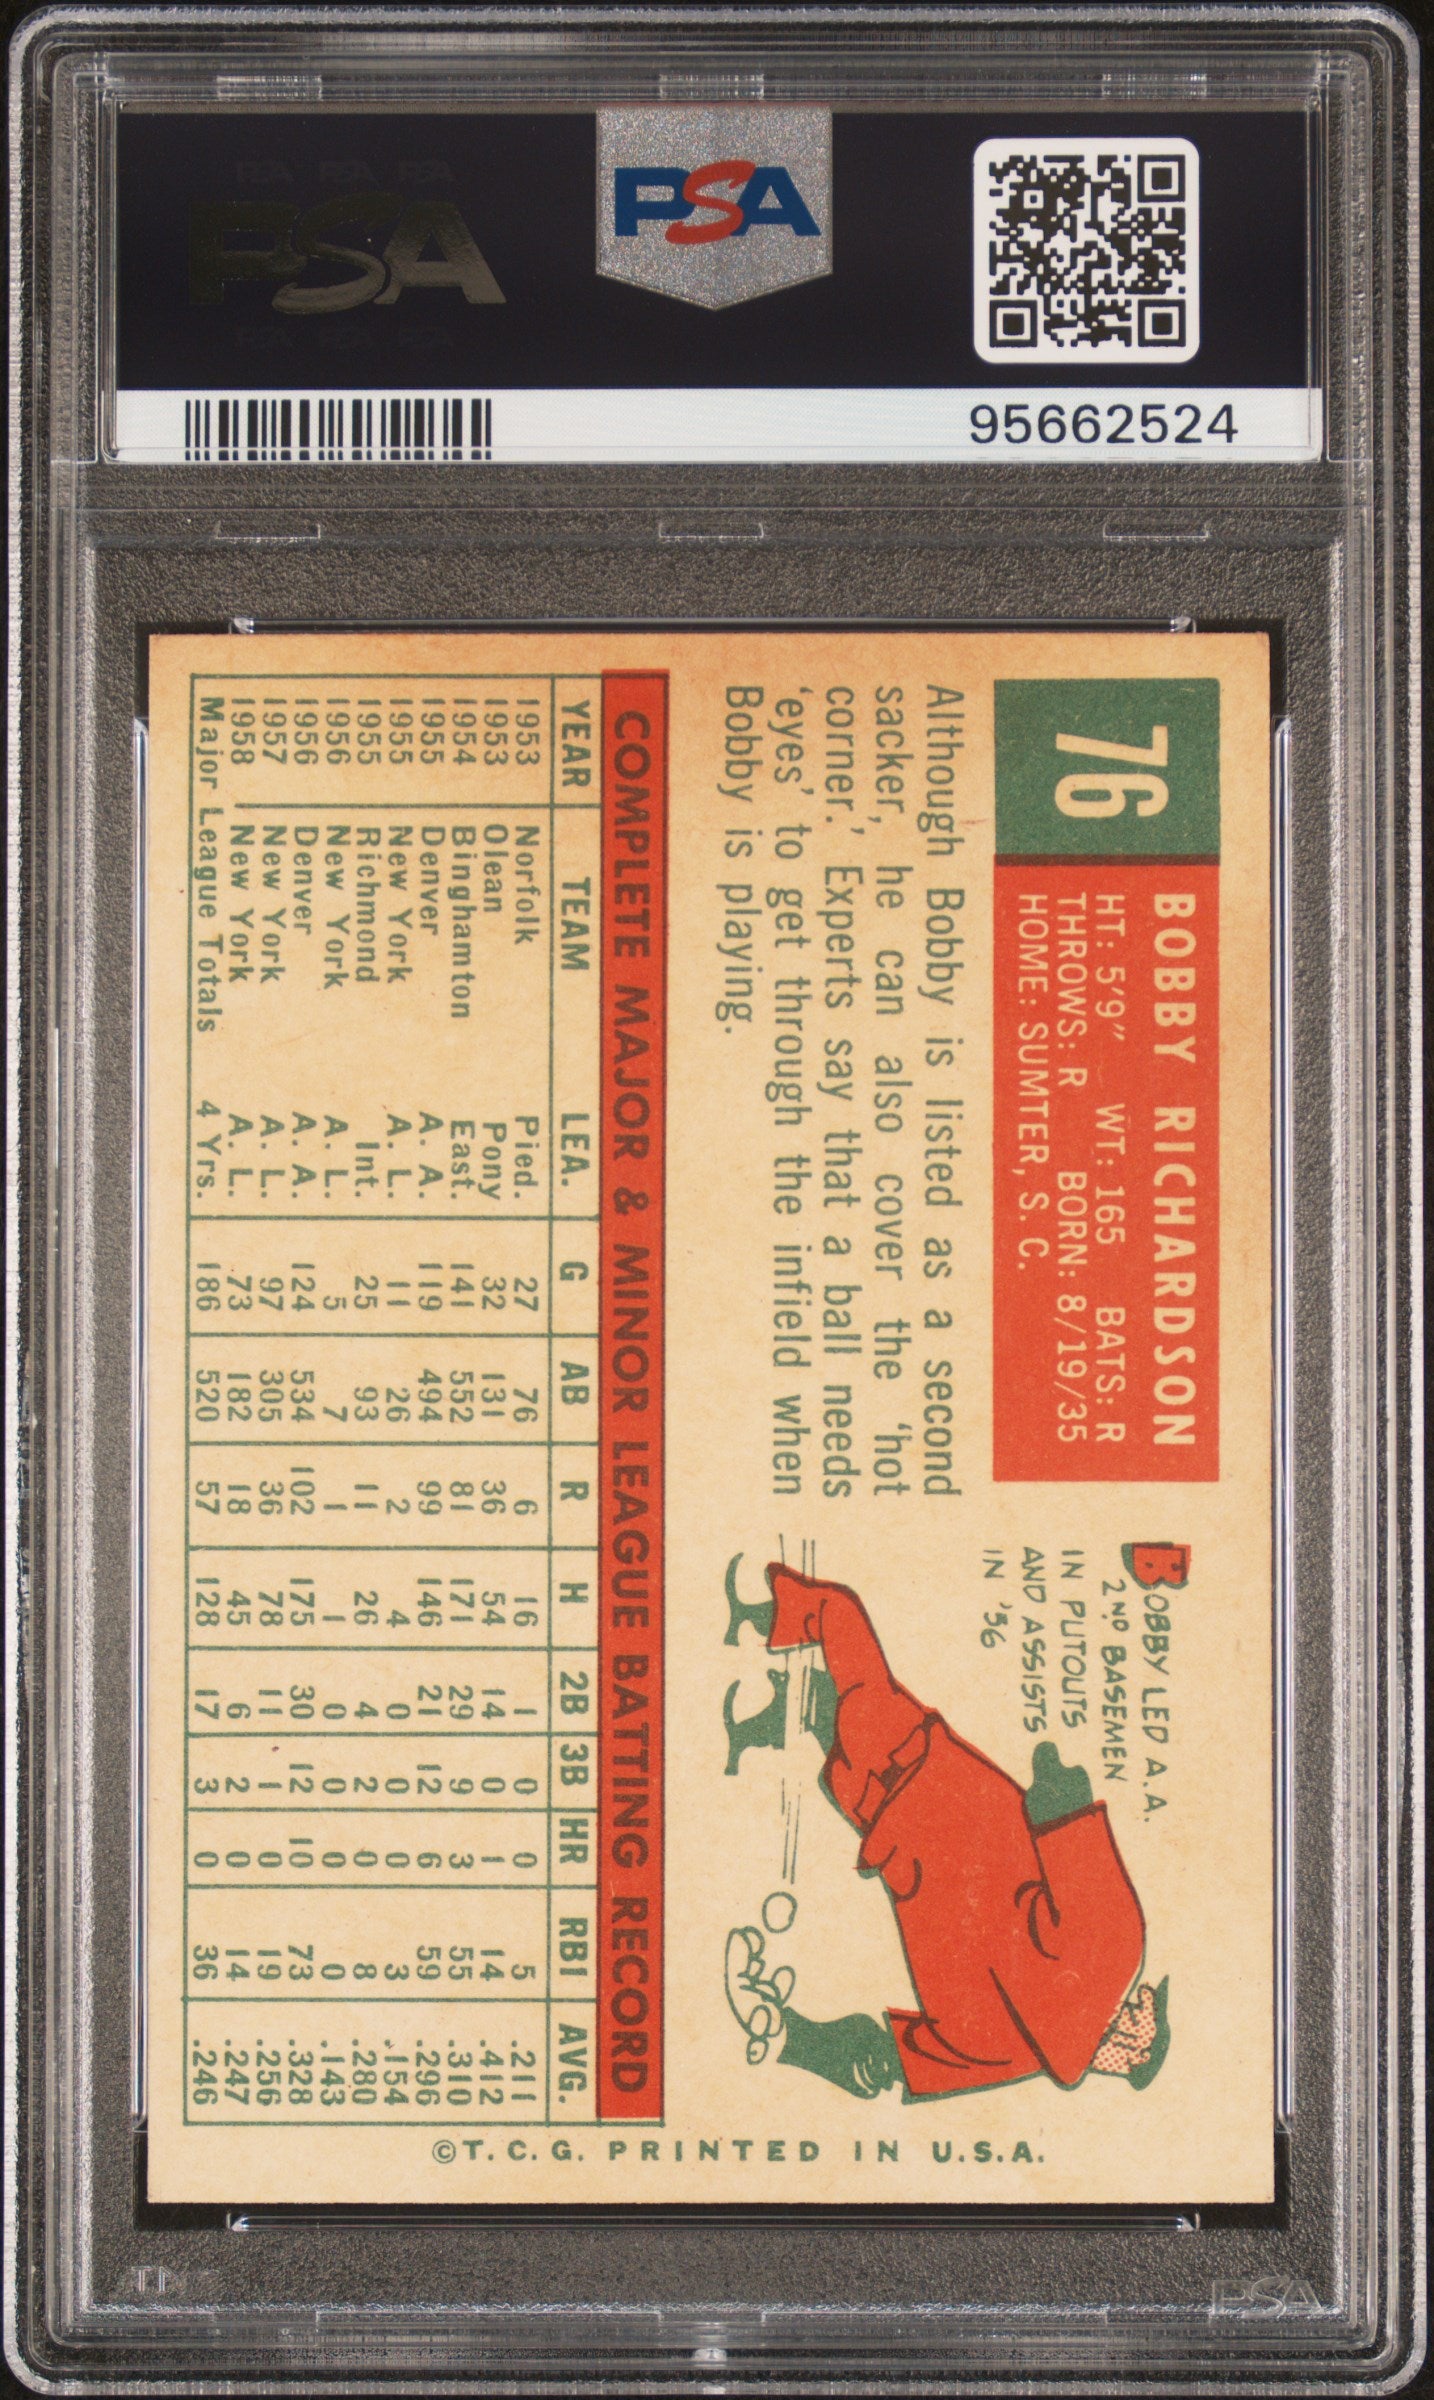 PSA
PSA PSA PSA
PSA
PSA PSA PSA
95662524
76
BOBBY RICHARDSON
HT: 5'9" WT: 165 BATS: R
THROWS: R BORN: 8/19/35
HOME: SUMTER, S. C.
Although Bobby is listed as a second
sacker, he can also cover the 'hot
corner.' Experts say that a ball needs
'eyes' to get through the infield when
Bobby is playing.
BOBBY LED A.A.
2ND BASEMEN
IN PUTOUTS
AND ASSISTS
IN '56
COMPLETE MAJOR & MINOR LEAGUE BATTING RECORD
YEAR TEAM LEA. G AB R H 2B 3B HR RBI AVG.
1953 Norfolk Pied. 27 76 6 16 1 0 0 5 .211
1953 Olean Pony 32 131 36 54 14 0 1 14 .412
1954 Binghamton East. 141 552 81 171 29 9 3 55 .310
1955 Denver A. A. 119 494 99 146 21 12 6 59 .296
1955 New York A. L. 11 26 2 4 0 0 0 3 .154
1955 Richmond Int. 25 93 11 26 4 2 0 8 .280
1956 New York A. L. 5 7 1 1 0 0 0 0 .143
1956 Denver A. A. 124 534 102 175 30 12 10 73 .328
1957 New York A. L. 97 305 36 78 11 1 0 19 .256
1958 New York A. L. 73 182 18 45 6 2 0 14 .247
Major League Totals 4 Yrs. 186 520 57 128 17 3 0 36 .246
©T. C. G. PRINTED IN U.S.A.
PSA